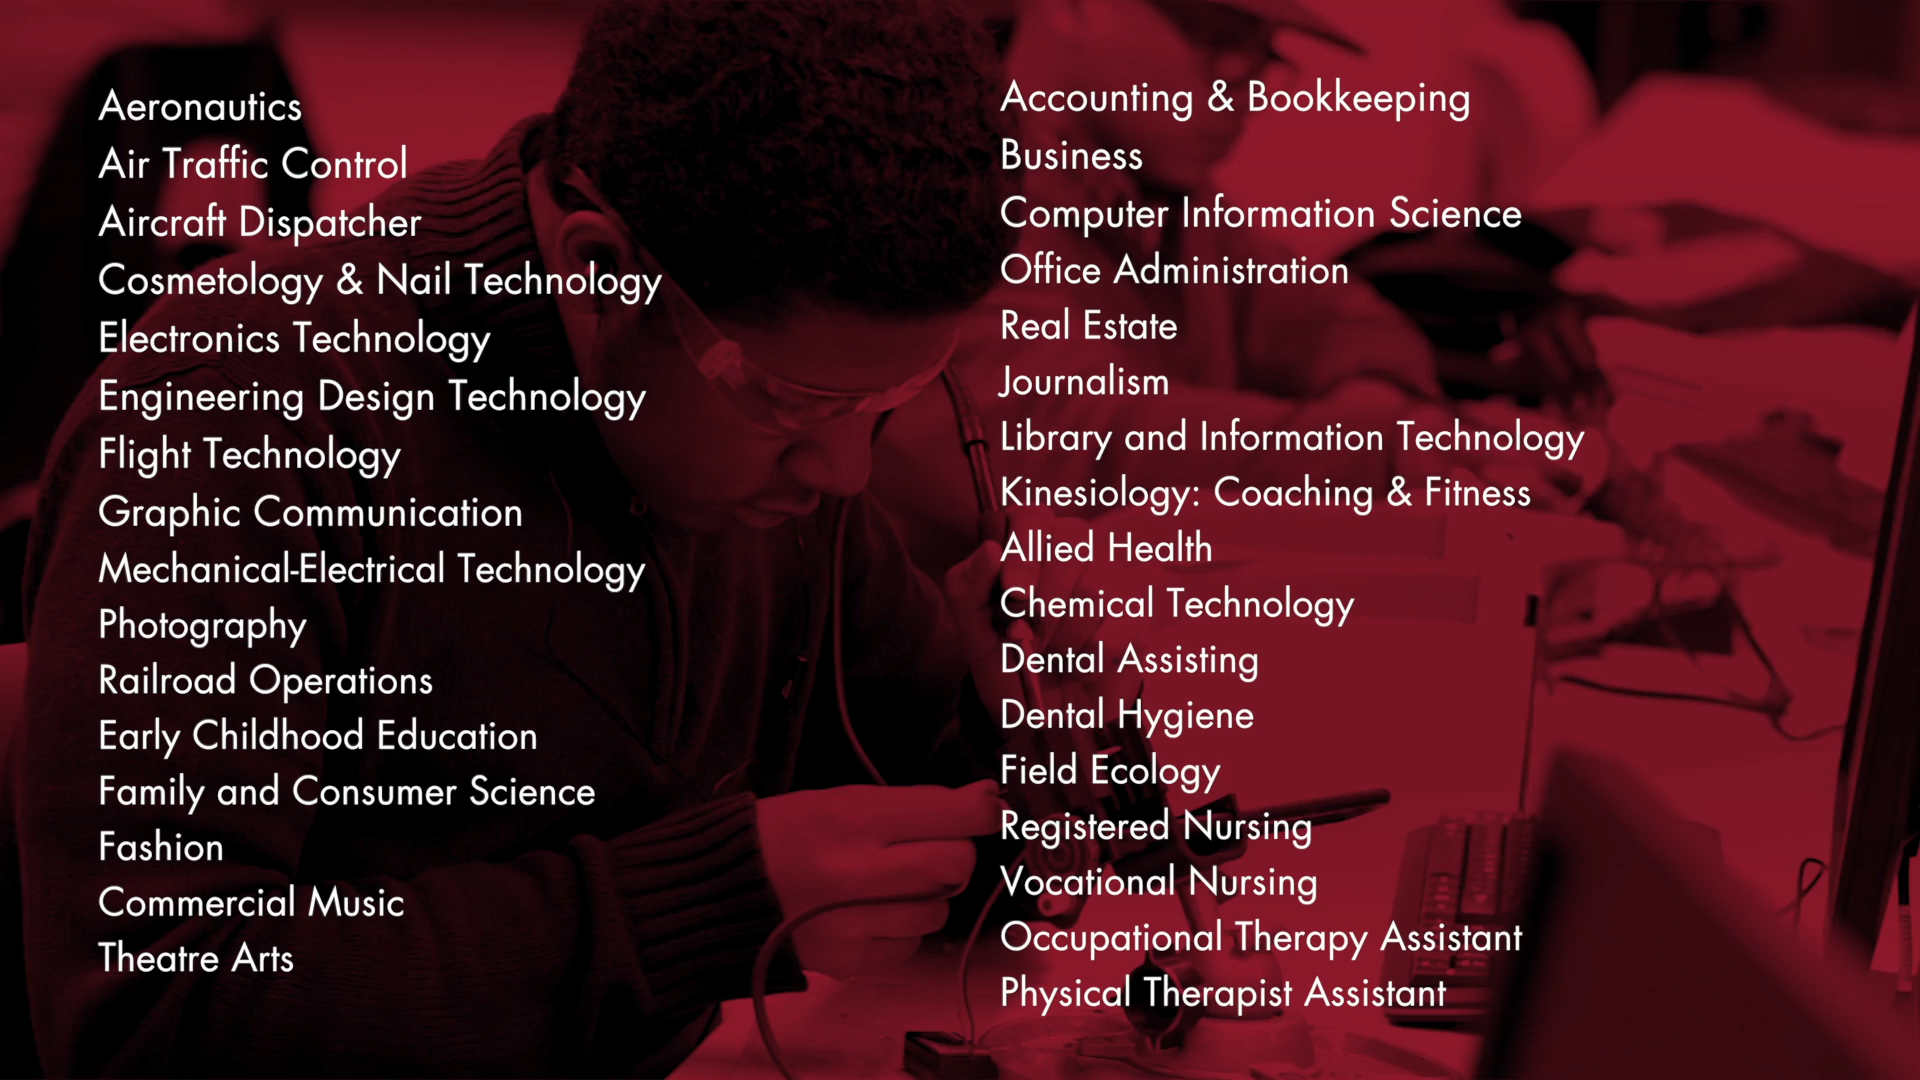 Aeronautics
Air Traffic Control
Aircraft Dispatcher
Cosmetology & Nail Technology
Electronics Technology
Engineering Design Technology
Flight Technology
Graphic Communication
Mechanical-Electrical Technology
Photography
Railroad Operations
Early Childhood Education
Family and Consumer Science
Fashion
Commercial Music
Theatre Arts
Accounting & Bookkeeping
Business
Computer Information Science
Office Administration
Real Estate
Journalism
Library and Information Technology
Kinesiology: Coaching & Fitness
Allied Health
Chemical Technology
Dental Assisting
Dental Hygiene
Field Ecology
Registered Nursing
Vocational Nursing
Occupational Therapy Assistant
Physical Therapist Assistant